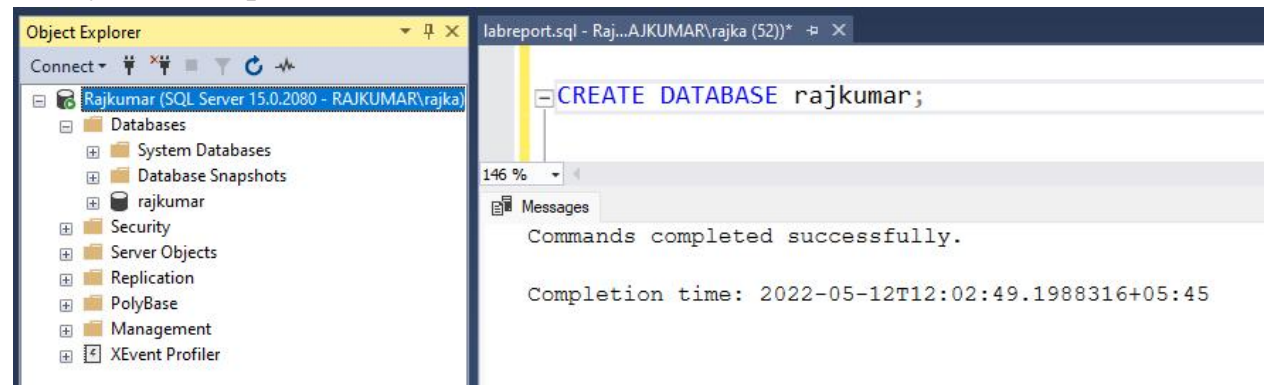 Object Explorer
Connect
Rajkumar (SQL Server 15.0.2080 - RAJKUMAR\rajka)
Databases
System Databases
Database Snapshots
rajkumar
Security
Server Objects
Replication
PolyBase
Management
XEvent Profiler
labreport.sql - Raj...AJKUMAR\rajka (52))*
CREATE DATABASE rajkumar;
146 %
Messages
Commands completed successfully.
Completion time: 2022-05-12T12:02:49.1988316+05:45